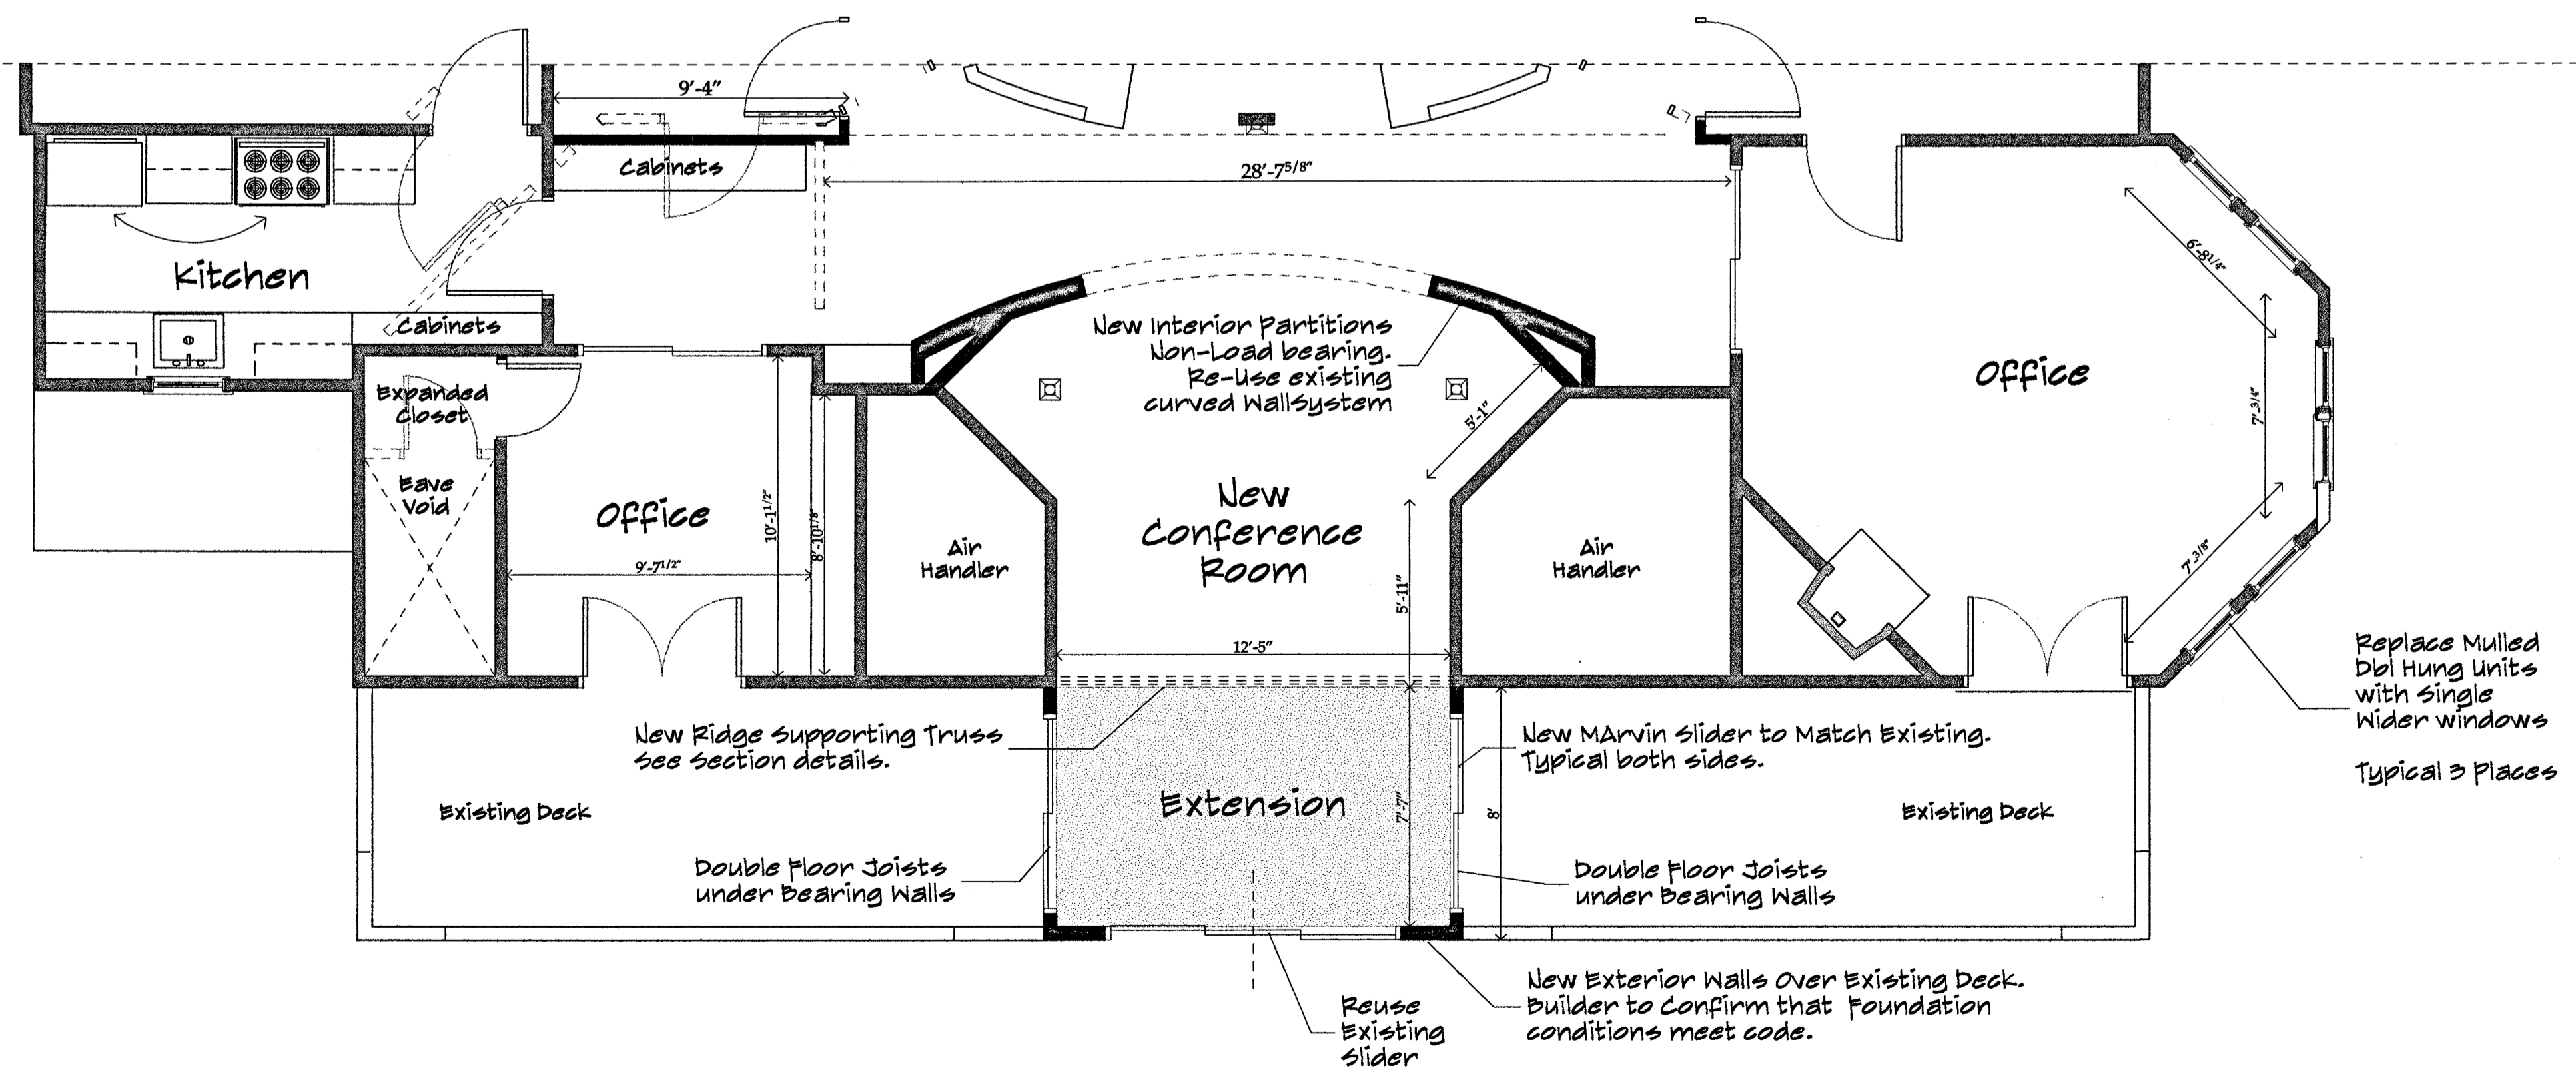 9'-4"
Cabinets
28'-7 5/8"
Kitchen
Cabinets
6'-8 1/4"
New Interior Partitions
Non-Load bearing.
Re-Use existing
curved WallSystem
Office
Expanded
Closet
5'-1"
7'-3/4"
Eave
Void
Office
10'-1 1/2"
8'-10 1/8"
9'-7 1/2"
Air
Handler
New
Conference
Room
Air
Handler
5'-11"
7'-3/8"
12'-5"
Replace Mulled
Dbl Hung Units
with Single
Wider windows
Typical 3 Places
New Ridge Supporting Truss
See Section details.
New MArvin Slider to Match Existing.
Typical both sides.
Existing Deck
Extension
7'-7"
8'
Existing Deck
Double Floor Joists
under Bearing Walls
Double Floor Joists
under Bearing Walls
Reuse
Existing
Slider
New Exterior Walls Over Existing Deck.
Builder to Confirm that Foundation
conditions meet code.